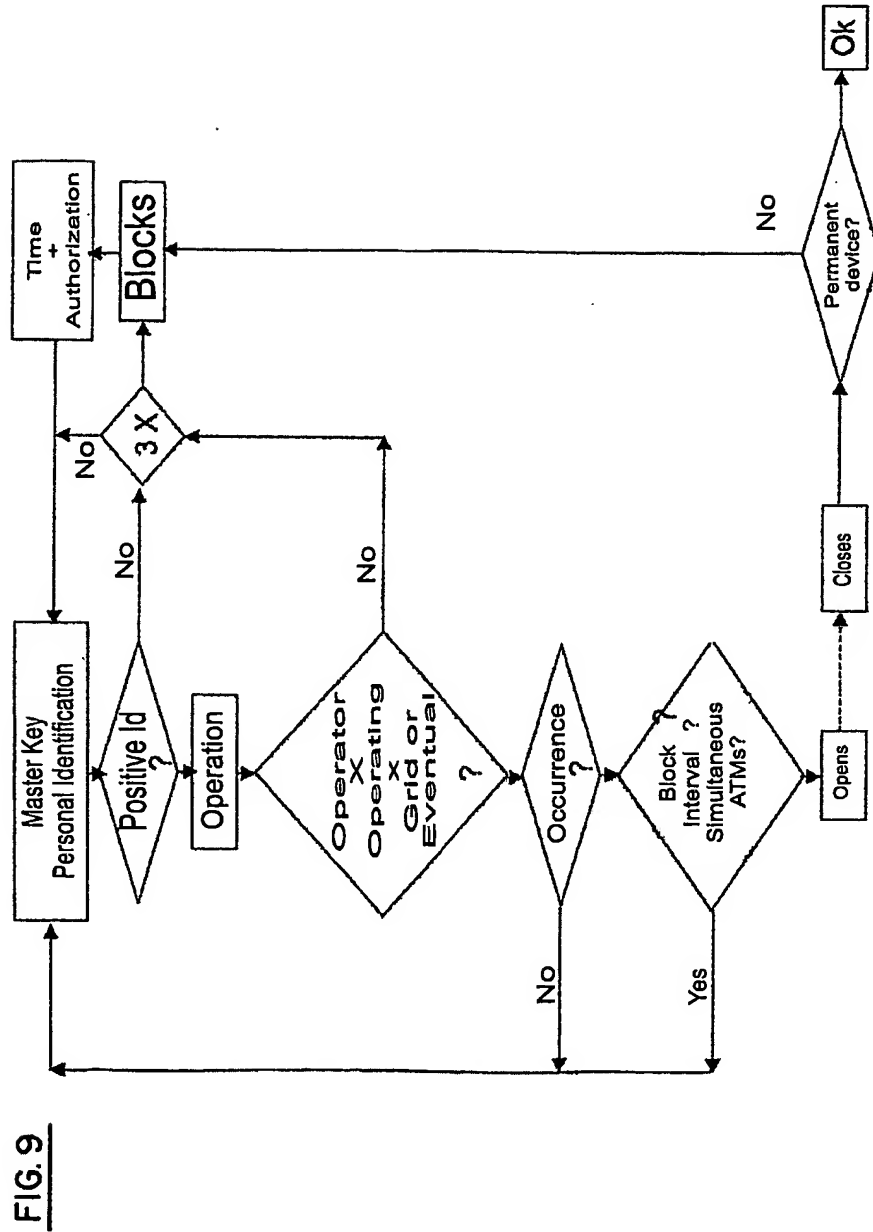 FIG. 9
Master Key
Personal Identification
Positive Id
?
No
3 X
No
Blocks
Time
+
Authorization
Operation
Operator
X
Operating
X
Grid or
Eventual
?
No
Occurrence
?
No
Block ?
Interval ?
Simultaneous
ATMs?
Yes
Opens
Closes
Permanent
device?
No
Ok